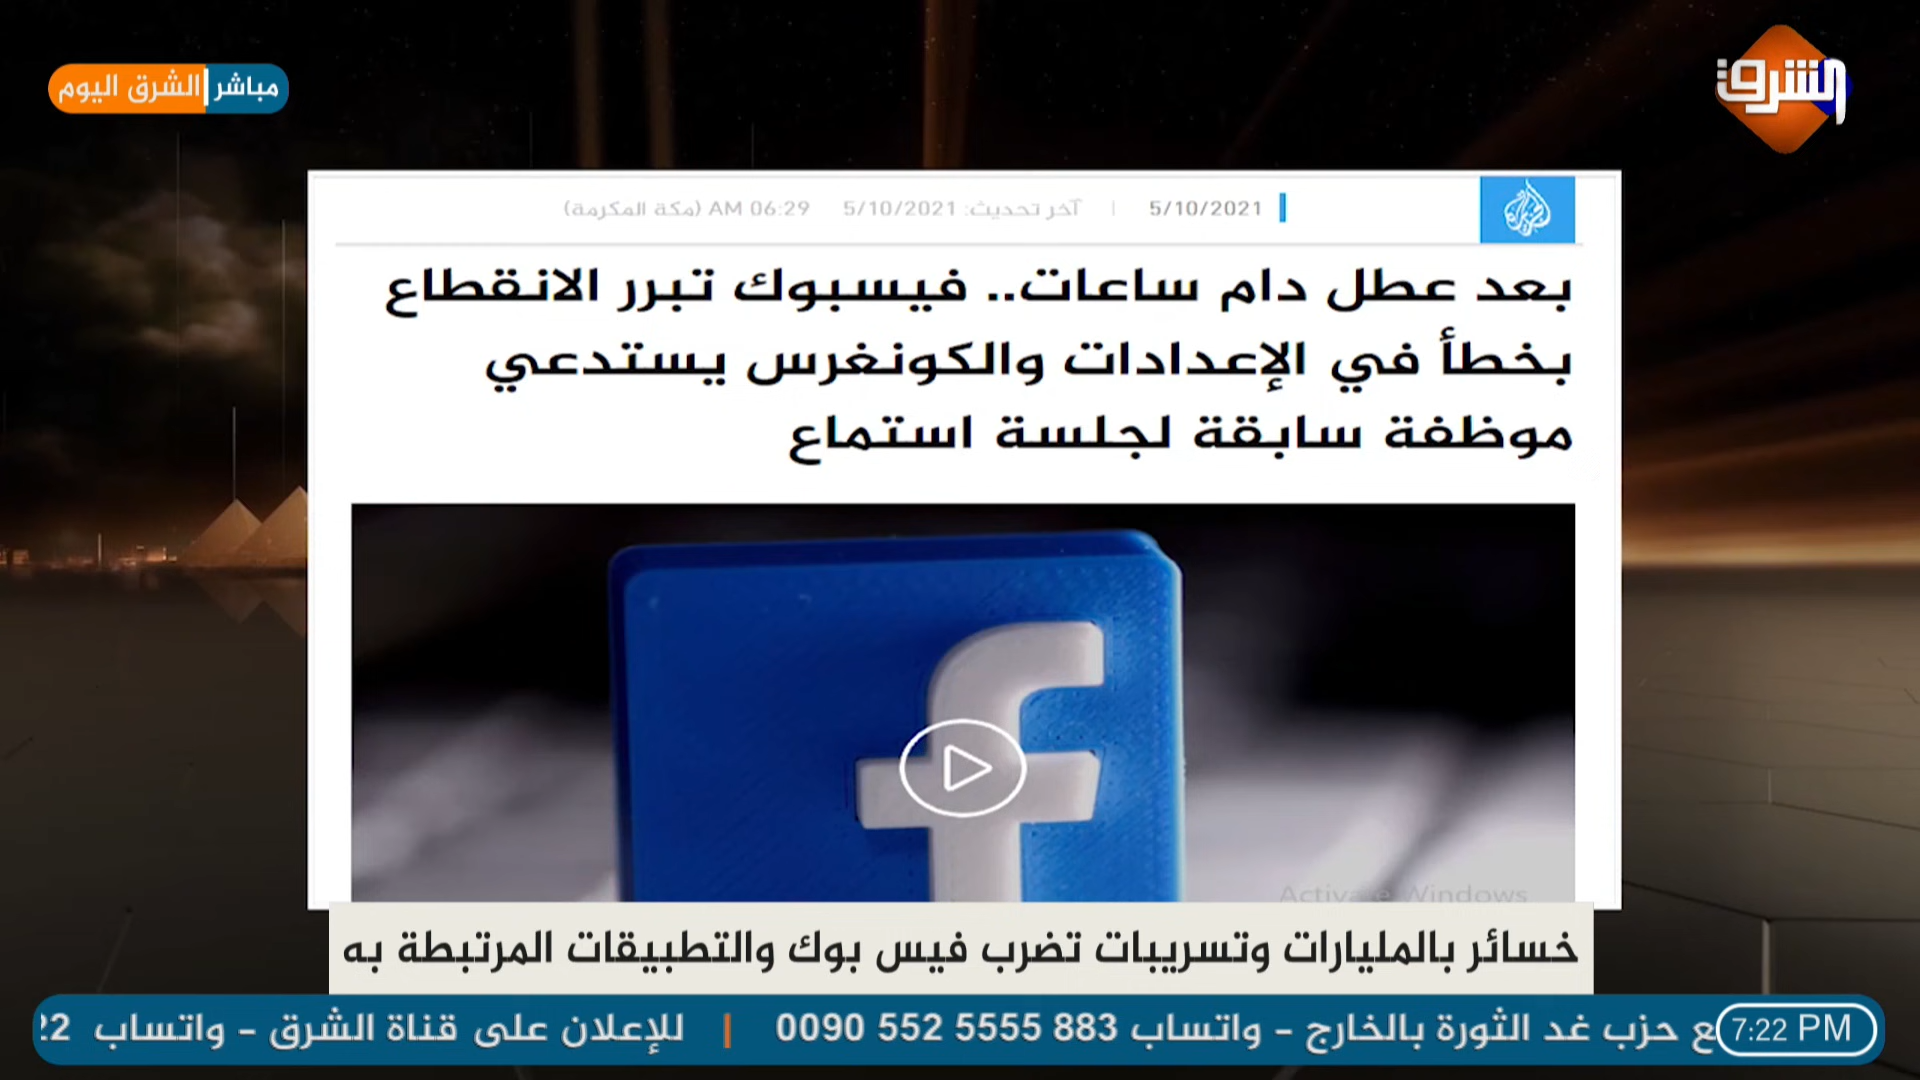 مباشر الشرق اليوم
الشرق
5/10/2021 | آخر تحديث: 5/10/2021 06:29 AM (مكة المكرمة)
بعد عطل دام ساعات.. فيسبوك تبرر الانقطاع
بخطأ في الإعدادات والكونغرس يستدعي
موظفة سابقة لجلسة استماع
Activate Windows
خسائر بالمليارات وتسريبات تضرب فيس بوك والتطبيقات المرتبطة به
7:22 PM
حزب غد الثورة بالخارج - واتساب 883 5555 552 0090 | للإعلان على قناة الشرق - واتساب